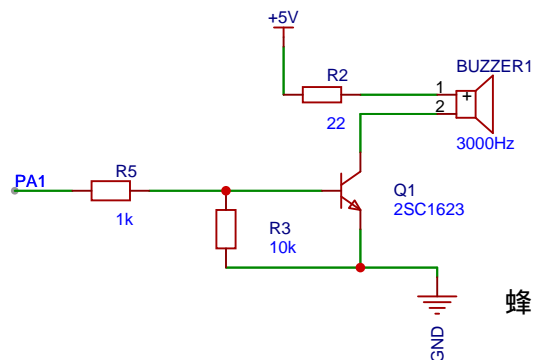 +5V
R2
22
BUZZER1
1
+
2
3000Hz
PA1
R5
1k
Q1
2SC1623
R3
10k
GND
蜂